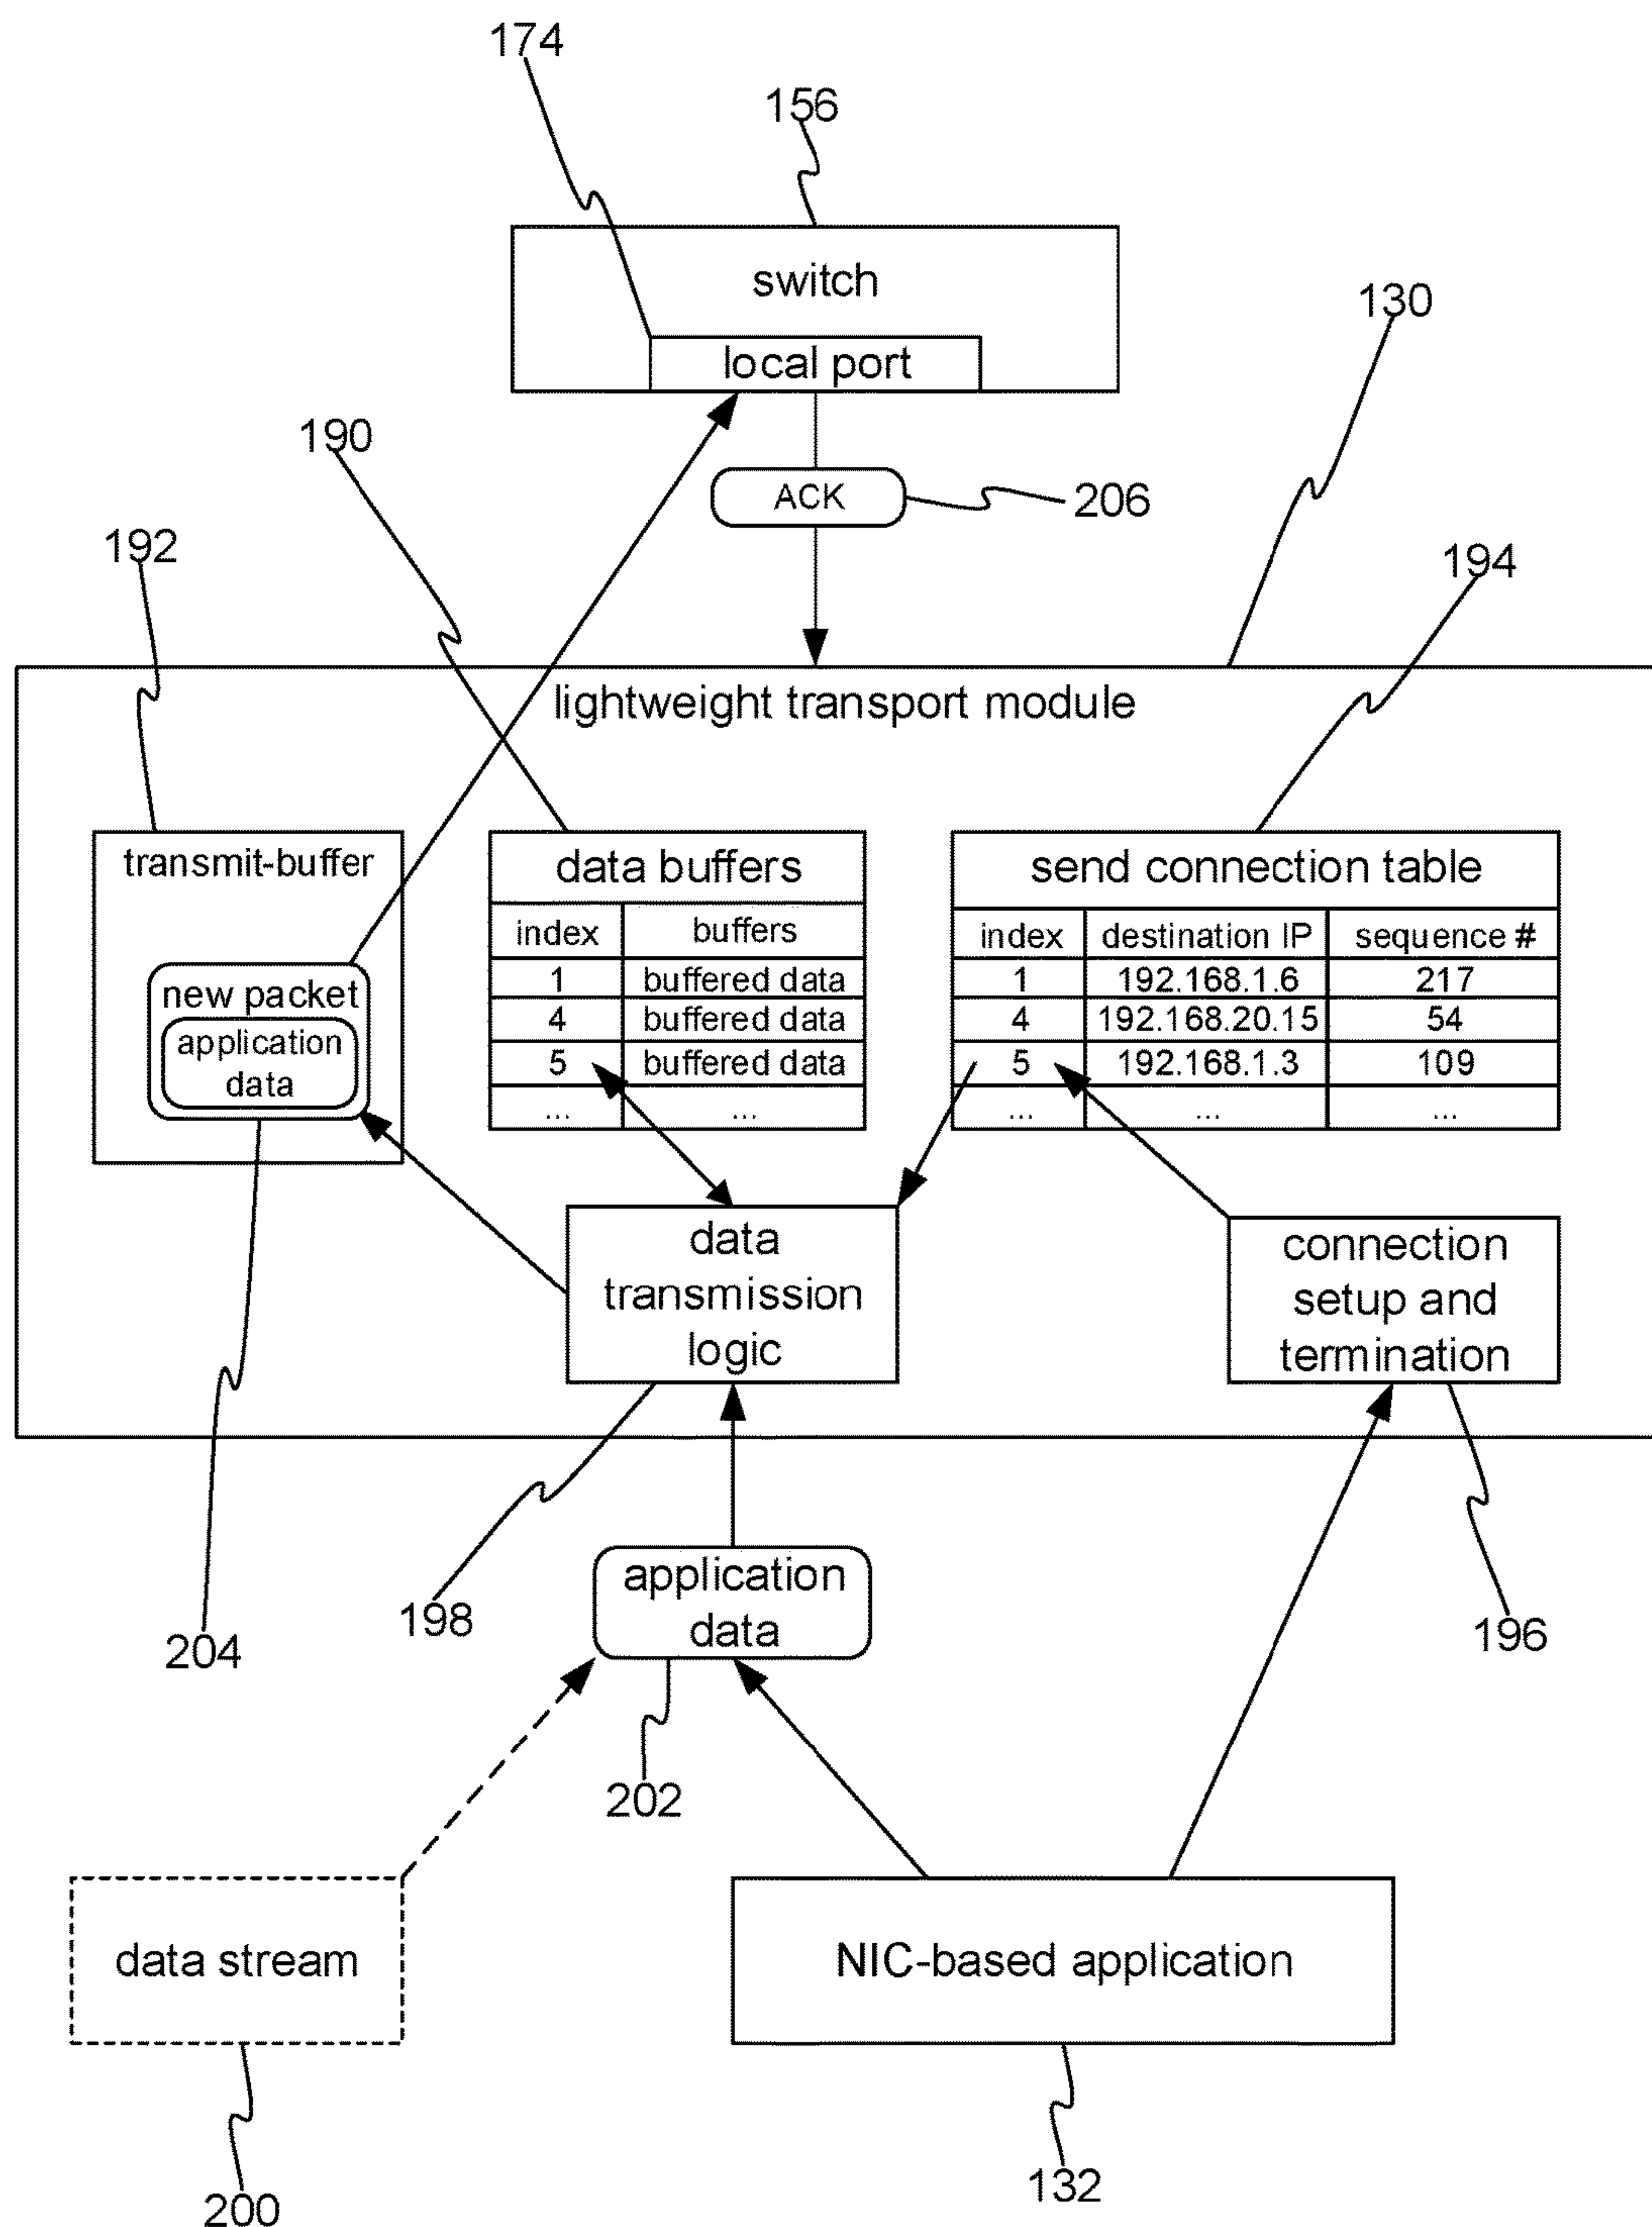 174
156
switch
130
local port
190
ACK
206
192
194
lightweight transport module
transmit-buffer
new packet
application
data
data buffers
index buffers
1 buffered data
4 buffered data
5 buffered data
... ...
send connection table
index destination IP sequence #
1 192.168.1.6 217
4 192.168.20.15 54
5 192.168.1.3 109
... ... ...
data
transmission
logic
connection
setup and
termination
204
198
application
data
196
202
data stream
NIC-based application
200
132